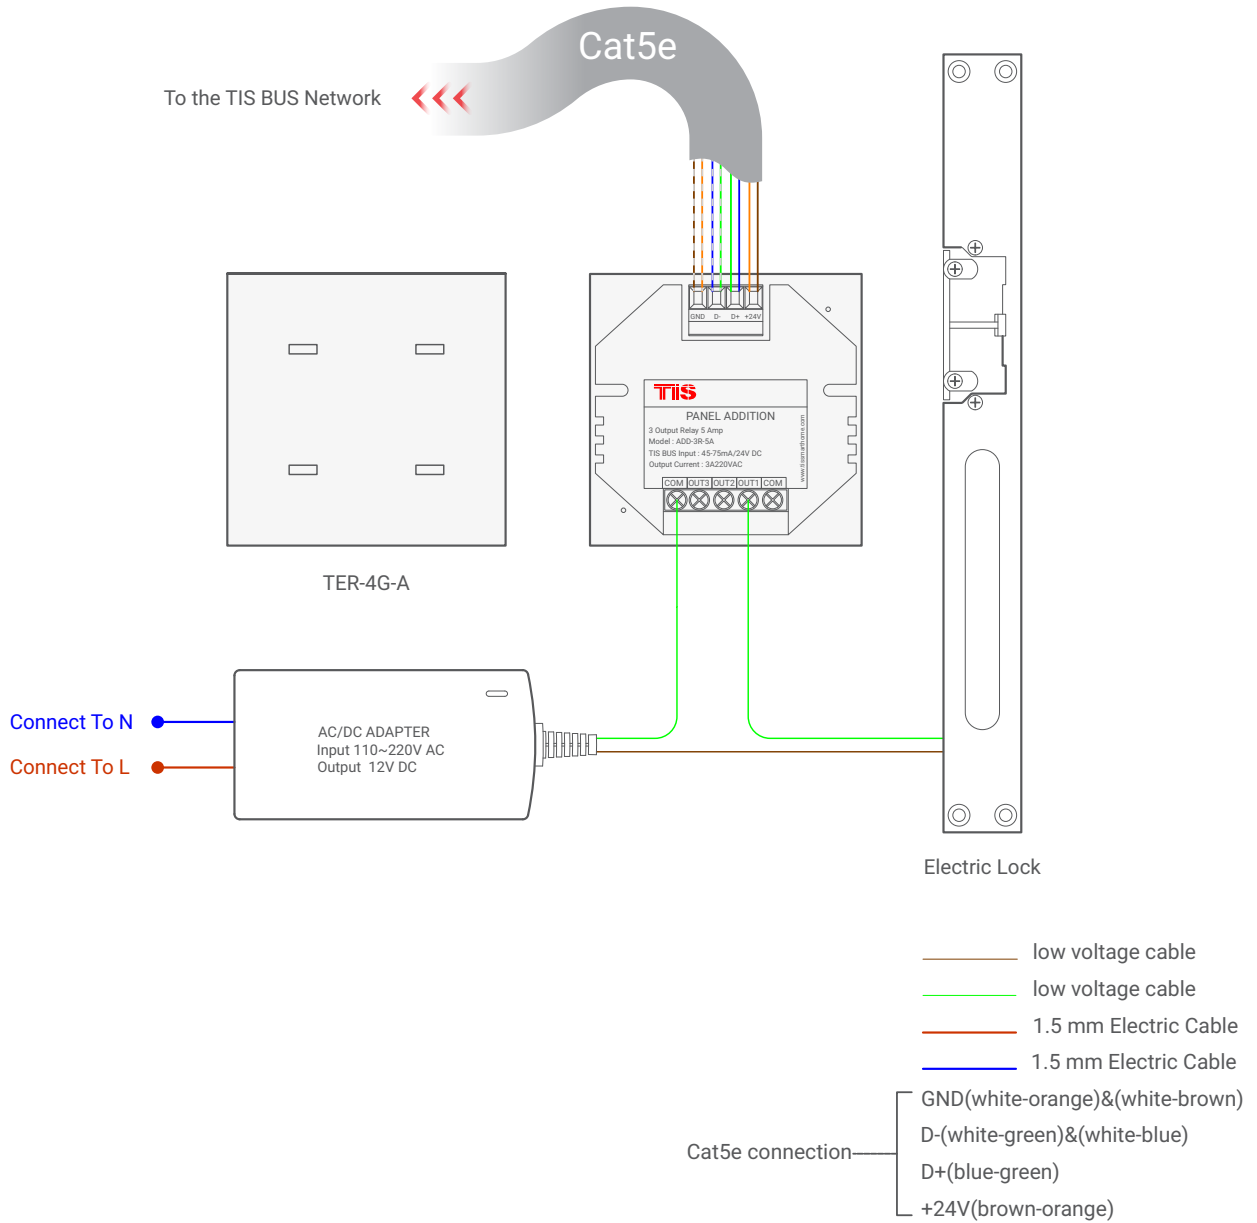 Cat5e
To the TIS BUS Network
GND D- D+ +24V
TIS
PANEL ADDITION
3 Output Relay 5 Amp
Model : ADD-3R-5A
TIS BUS Input : 45-75mA/24V DC
Output Current : 3A220VAC
www.tissmarthome.com
COM OUT3 OUT2 OUT1 COM
TER-4G-A
Connect To N
Connect To L
AC/DC ADAPTER
Input 110~220V AC
Output 12V DC
Electric Lock
low voltage cable
low voltage cable
1.5 mm Electric Cable
1.5 mm Electric Cable
Cat5e connection
GND(white-orange)&(white-brown)
D-(white-green)&(white-blue)
D+(blue-green)
+24V(brown-orange)